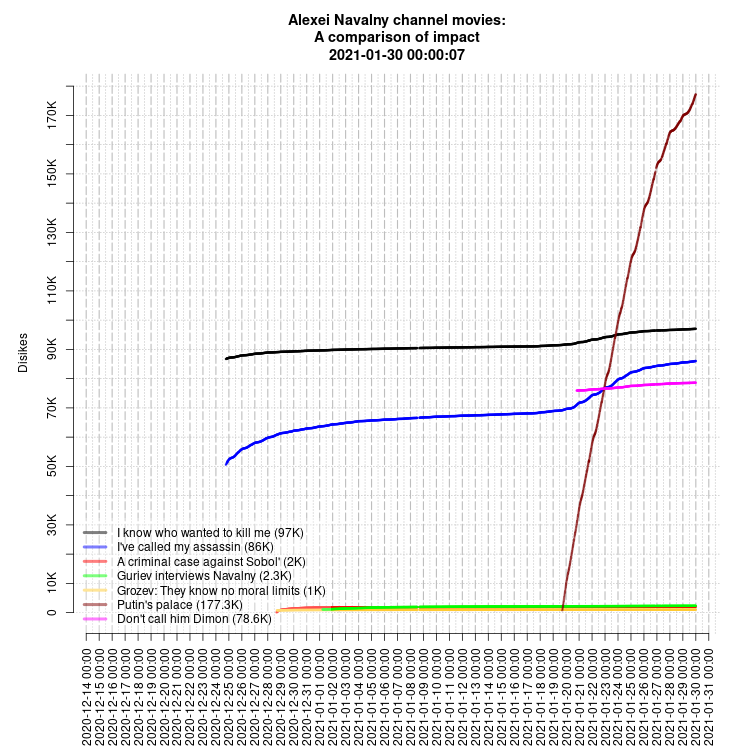 Alexei Navalny channel movies:
A comparison of impact
2021-01-30 00:00:07
Disikes
170K
150K
130K
110K
90K
70K
50K
30K
10K
0
I know who wanted to kill me (97K)
I've called my assassin (86K)
A criminal case against Sobol' (2K)
Guriev interviews Navalny (2.3K)
Grozev: They know no moral limits (1K)
Putin's palace (177.3K)
Don't call him Dimon (78.6K)
2020-12-14 00:00
2020-12-15 00:00
2020-12-16 00:00
2020-12-17 00:00
2020-12-18 00:00
2020-12-19 00:00
2020-12-20 00:00
2020-12-21 00:00
2020-12-22 00:00
2020-12-23 00:00
2020-12-24 00:00
2020-12-25 00:00
2020-12-26 00:00
2020-12-27 00:00
2020-12-28 00:00
2020-12-29 00:00
2020-12-30 00:00
2020-12-31 00:00
2021-01-01 00:00
2021-01-02 00:00
2021-01-03 00:00
2021-01-04 00:00
2021-01-05 00:00
2021-01-06 00:00
2021-01-07 00:00
2021-01-08 00:00
2021-01-09 00:00
2021-01-10 00:00
2021-01-11 00:00
2021-01-12 00:00
2021-01-13 00:00
2021-01-14 00:00
2021-01-15 00:00
2021-01-16 00:00
2021-01-17 00:00
2021-01-18 00:00
2021-01-19 00:00
2021-01-20 00:00
2021-01-21 00:00
2021-01-22 00:00
2021-01-23 00:00
2021-01-24 00:00
2021-01-25 00:00
2021-01-26 00:00
2021-01-27 00:00
2021-01-28 00:00
2021-01-29 00:00
2021-01-30 00:00
2021-01-31 00:00